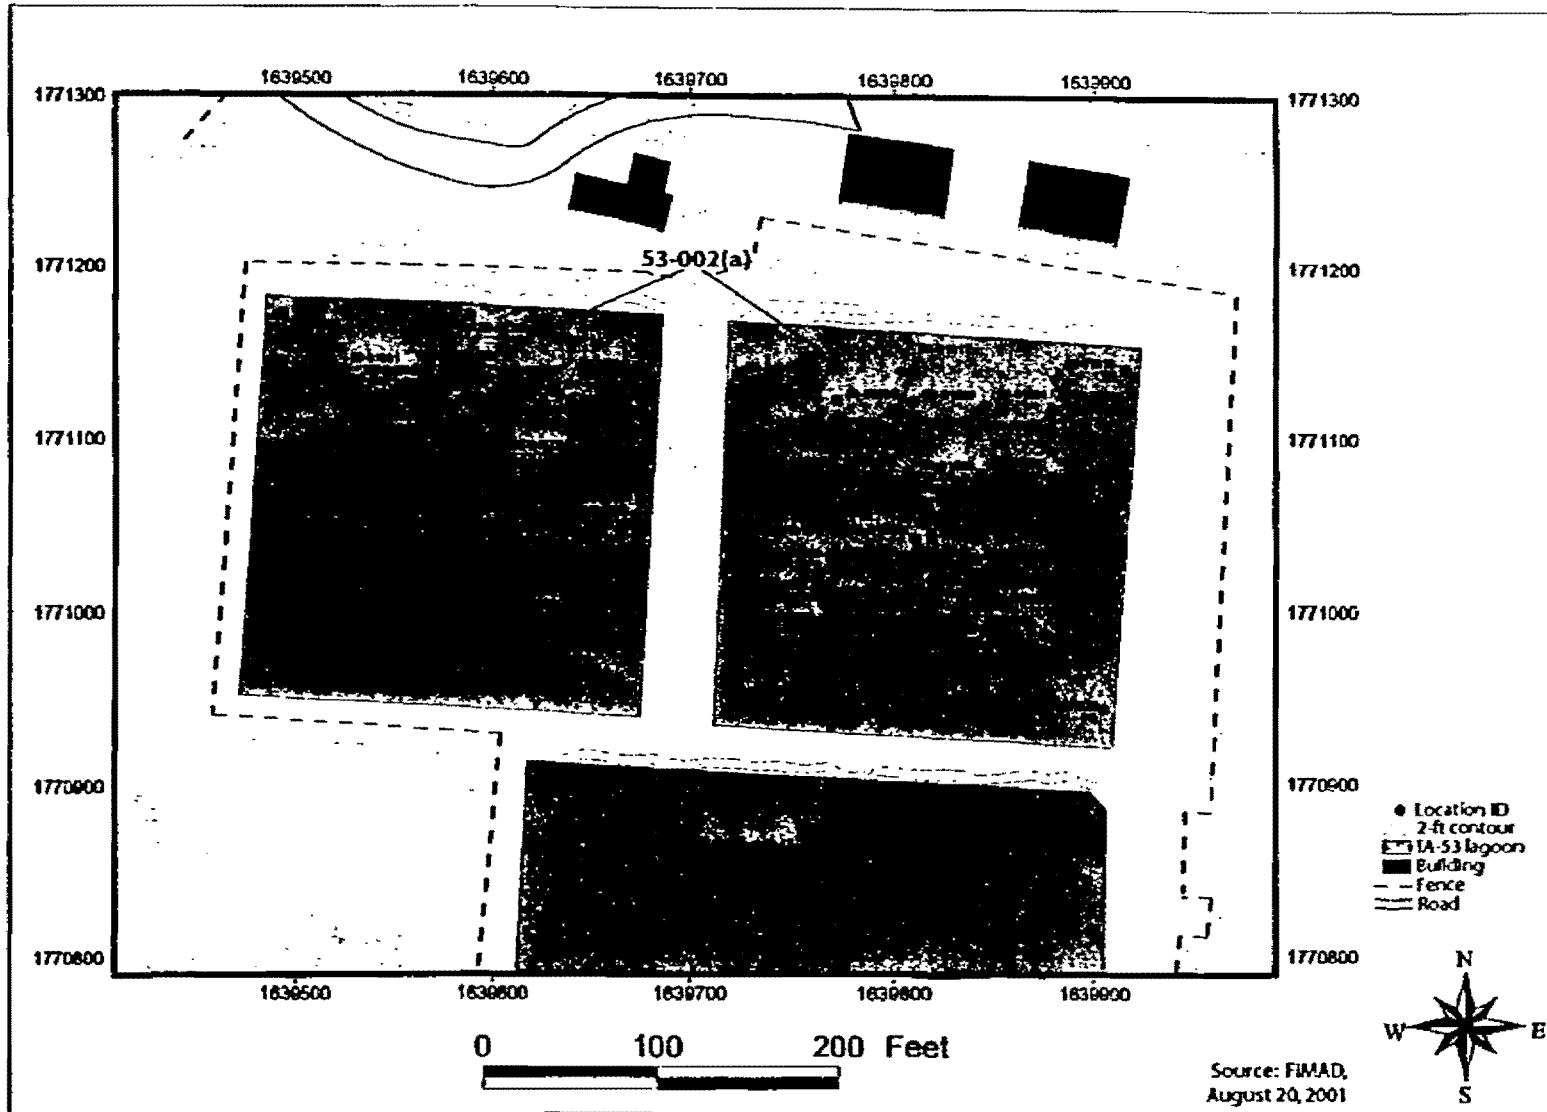 1639500 1639600 1639700 1639800 1639900
1771300 1771300
53-002(a)
1771200 1771200
1771100 1771100
1771000 1771000
1770900 1770900
Location ID
2-ft contour
TA-53 lagoon
Building
Fence
Road
1770800 1770800
1639500 1639600 1639700 1639800 1639900
N
W E
S
0 100 200 Feet
Source: FIMAD,
August 20, 2001